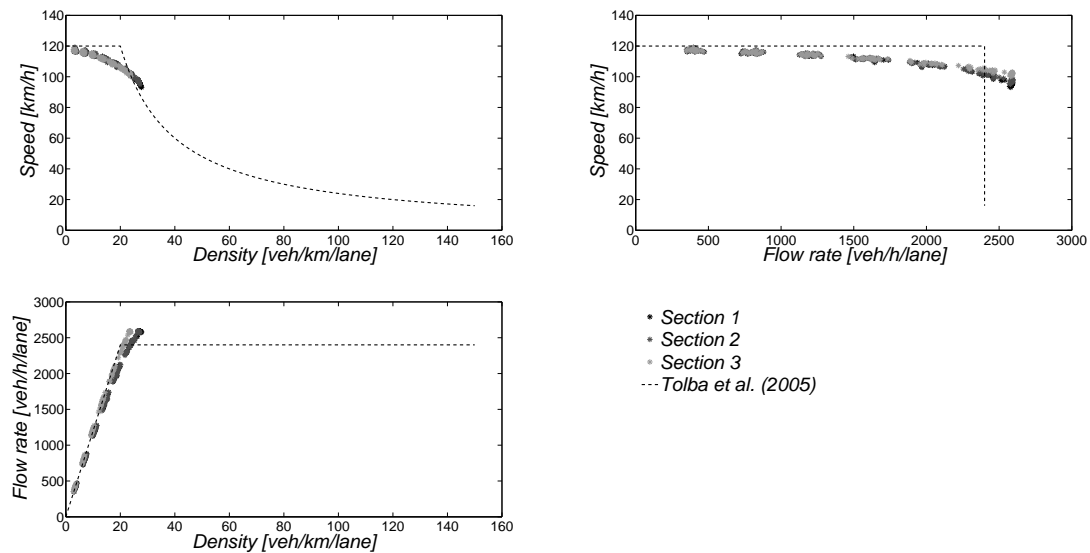 140
120
100
80
60
40
20
0
Speed [km/h]
0 20 40 60 80 100 120 140 160
Density [veh/km/lane]
140
120
100
80
60
40
20
0
Speed [km/h]
0 500 1000 1500 2000 2500 3000
Flow rate [veh/h/lane]
3000
2500
2000
1500
1000
500
0
Flow rate [veh/h/lane]
0 20 40 60 80 100 120 140 160
Density [veh/km/lane]
Section 1
Section 2
Section 3
Tolba et al. (2005)